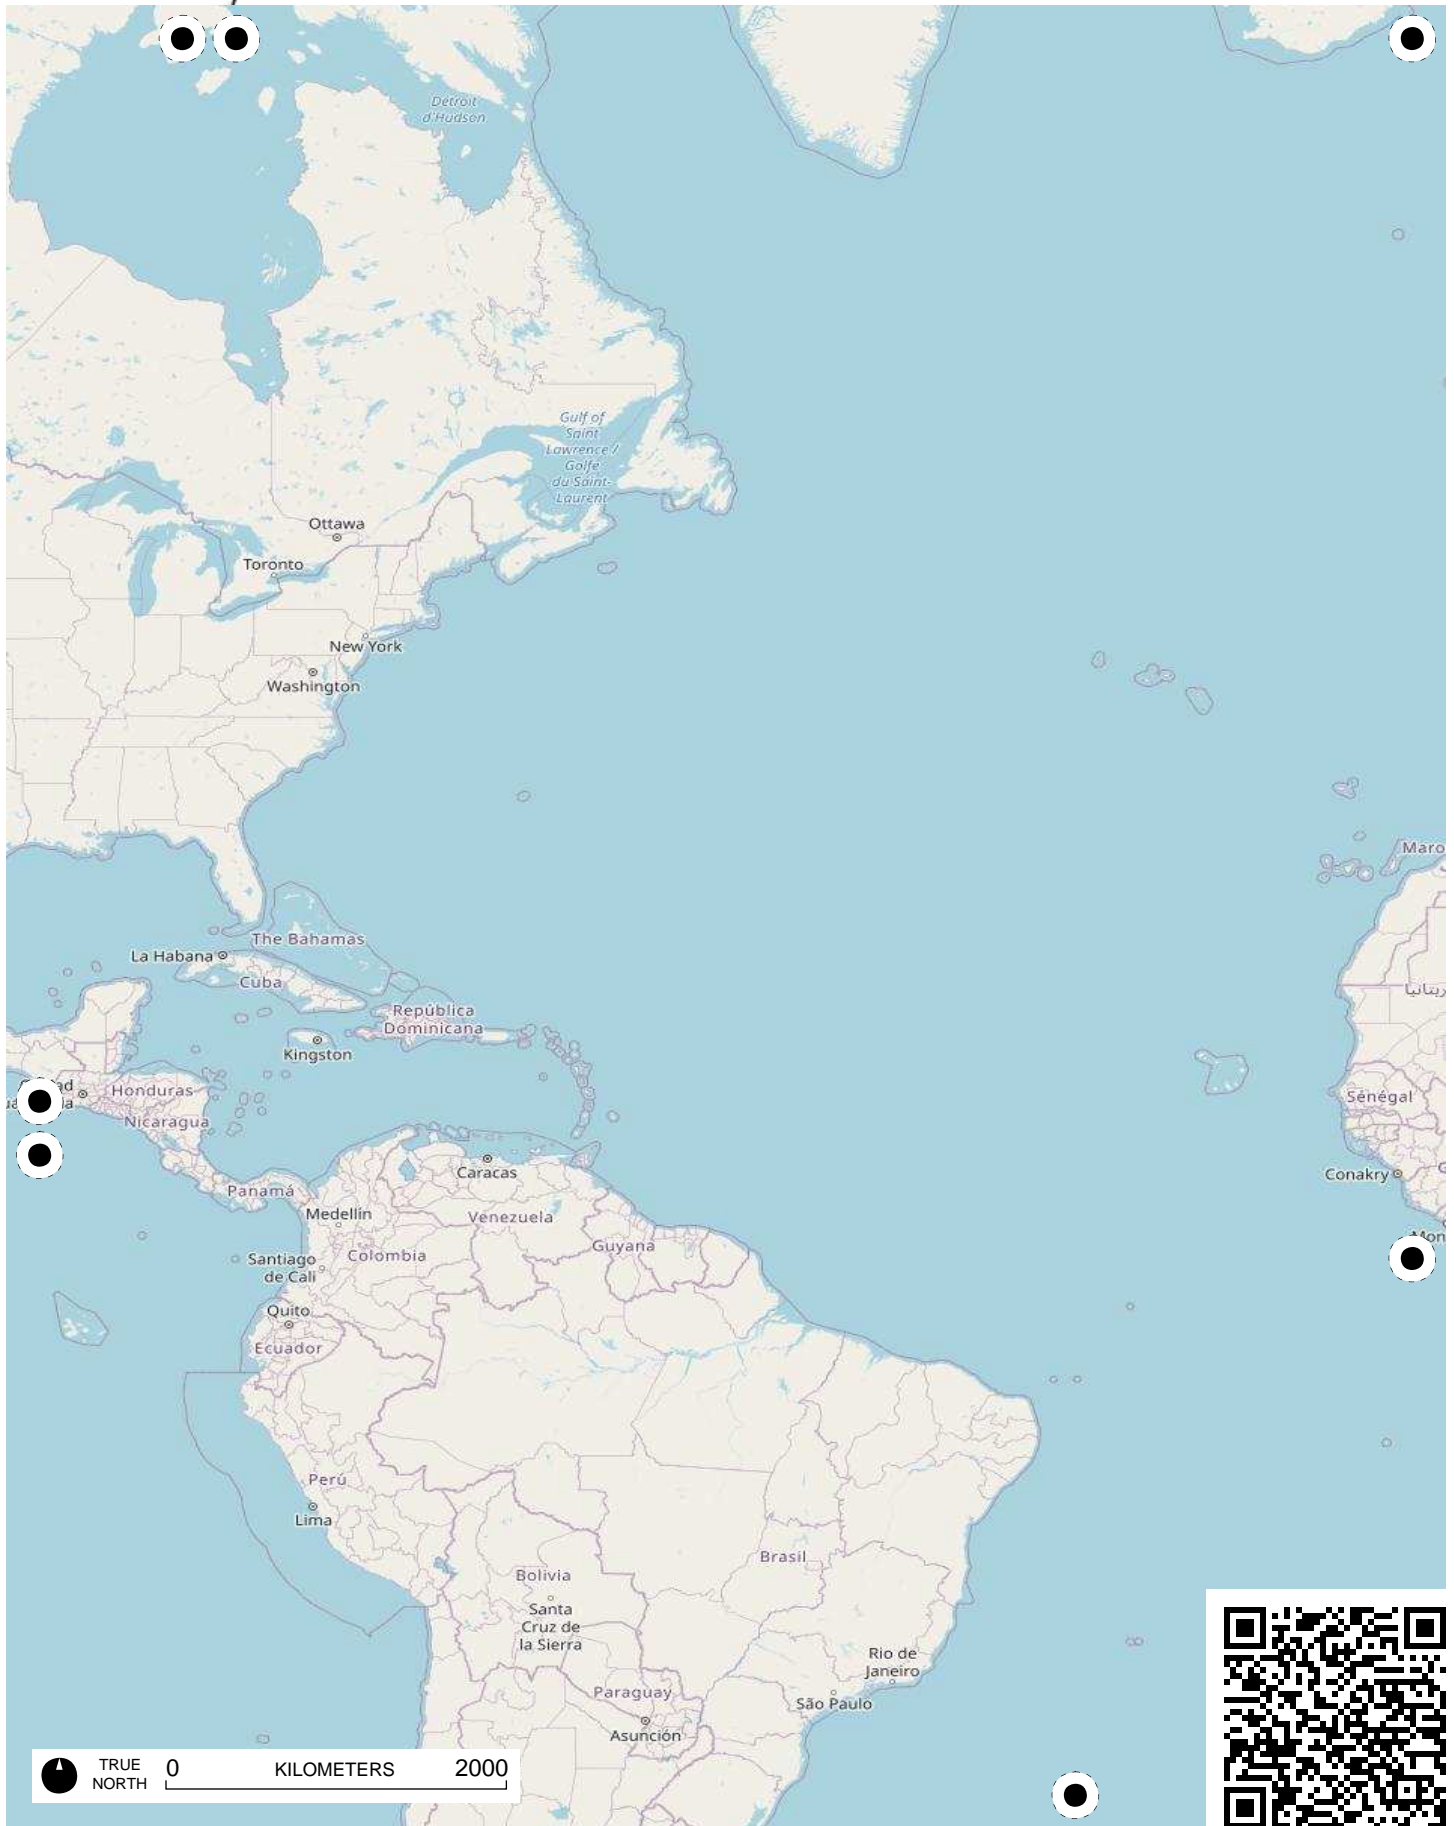 Détroit
d'Hudson
Gulf of
Saint
Lawrence /
Golfe
du Saint-
Laurent
Ottawa
Toronto
New York
Washington
The Bahamas
La Habana
Cuba
República
Dominicana
Kingston
Honduras
Nicaragua
Sénégal
Conakry
Caracas
Panamá
Medellín
Venezuela
Guyana
Santiago
de Cali
Colombia
Quito
Ecuador
Perú
Lima
Brasil
Bolivia
Santa
Cruz de
la Sierra
Rio de
Janeiro
Paraguay
São Paulo
Asunción
TRUE
NORTH
0 KILOMETERS 2000